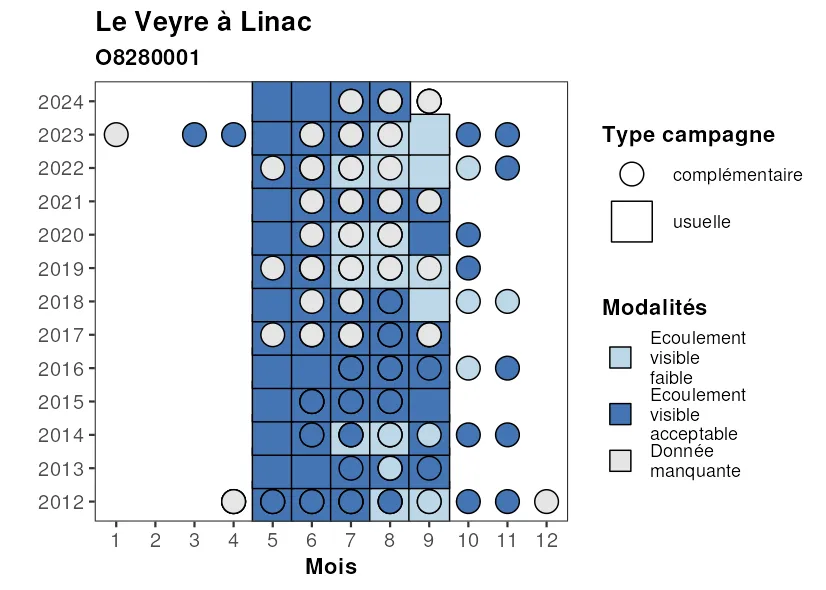 Le Veyre à Linac
O8280001
2024
2023
2022
2021
2020
2019
2018
2017
2016
2015
2014
2013
2012
1 2 3 4 5 6 7 8 9 10 11 12
Mois
Type campagne
complémentaire
usuelle
Modalités
Ecoulement
visible
faible
Ecoulement
visible
acceptable
Donnée
manquante